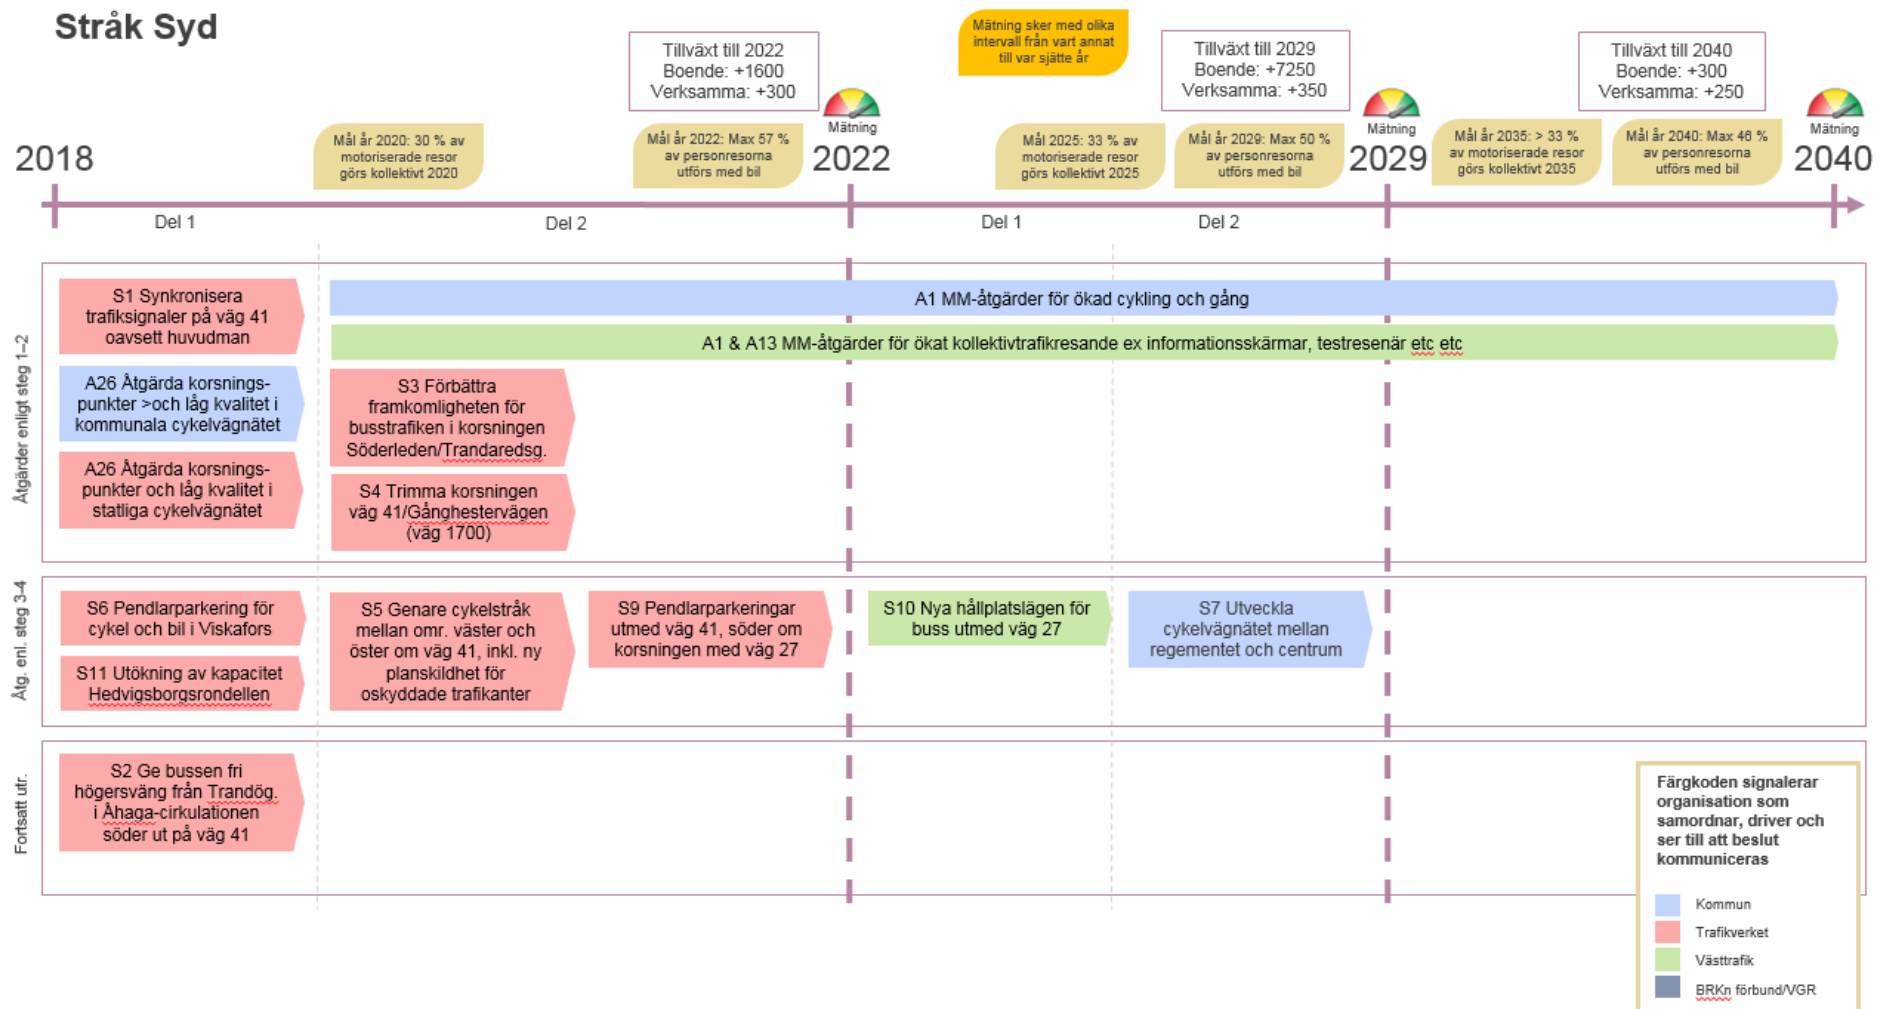 Stråk Syd
Mätning sker med olika
intervall från vart annat
till var sjätte år
Tillväxt till 2022
Boende: +1600
Verksamma: +300
Tillväxt till 2029
Boende: +7250
Verksamma: +350
Tillväxt till 2040
Boende: +300
Verksamma: +250
Mätning
Mätning
Mätning
2018
Mål år 2020: 30 % av
motoriserade resor
görs kollektivt 2020
Mål år 2022: Max 57 %
av personresorna
utförs med bil
2022
Mål 2025: 33 % av
motoriserade resor
görs kollektivt 2025
Mål år 2029: Max 50 %
av personresorna
utförs med bil
2029
Mål år 2035: > 33 %
av motoriserade resor
görs kollektivt 2035
Mål år 2040: Max 46 %
av personresorna
utförs med bil
2040
Del 1
Del 2
Del 1
Del 2
Åtgärder enligt steg 1–2
S1 Synkronisera
trafiksignaler på väg 41
oavsett huvudman
A1 MM-åtgärder för ökad cykling och gång
A1 & A13 MM-åtgärder för ökat kollektivtrafikresande ex informationsskärmar, testresenär etc etc
A26 Åtgärda korsnings-
punkter >och låg kvalitet i
kommunala cykelvägnätet
S3 Förbättra
framkomligheten för
busstrafiken i korsningen
Söderleden/Trandaredsg.
A26 Åtgärda korsnings-
punkter och låg kvalitet i
statliga cykelvägnätet
S4 Trimma korsningen
väg 41/Gånghestervägen
(väg 1700)
Åtg. enl. steg 3-4
S6 Pendlarparkering för
cykel och bil i Viskafors
S11 Utökning av kapacitet
Hedvigsborgsrondellen
S5 Genare cykelstråk
mellan omr. väster och
öster om väg 41, inkl. ny
planskildhet för
oskyddade trafikanter
S9 Pendlarparkeringar
utmed väg 41, söder om
korsningen med väg 27
S10 Nya hållplatslägen för
buss utmed väg 27
S7 Utveckla
cykelvägnätet mellan
regementet och centrum
Fortsatt utr.
S2 Ge bussen fri
högersväng från Trandög.
i Åhaga-cirkulationen
söder ut på väg 41
Färgkoden signalerar
organisation som
samordnar, driver och
ser till att beslut
kommuniceras
Kommun
Trafikverket
Västtrafik
BRKn förbund/VGR